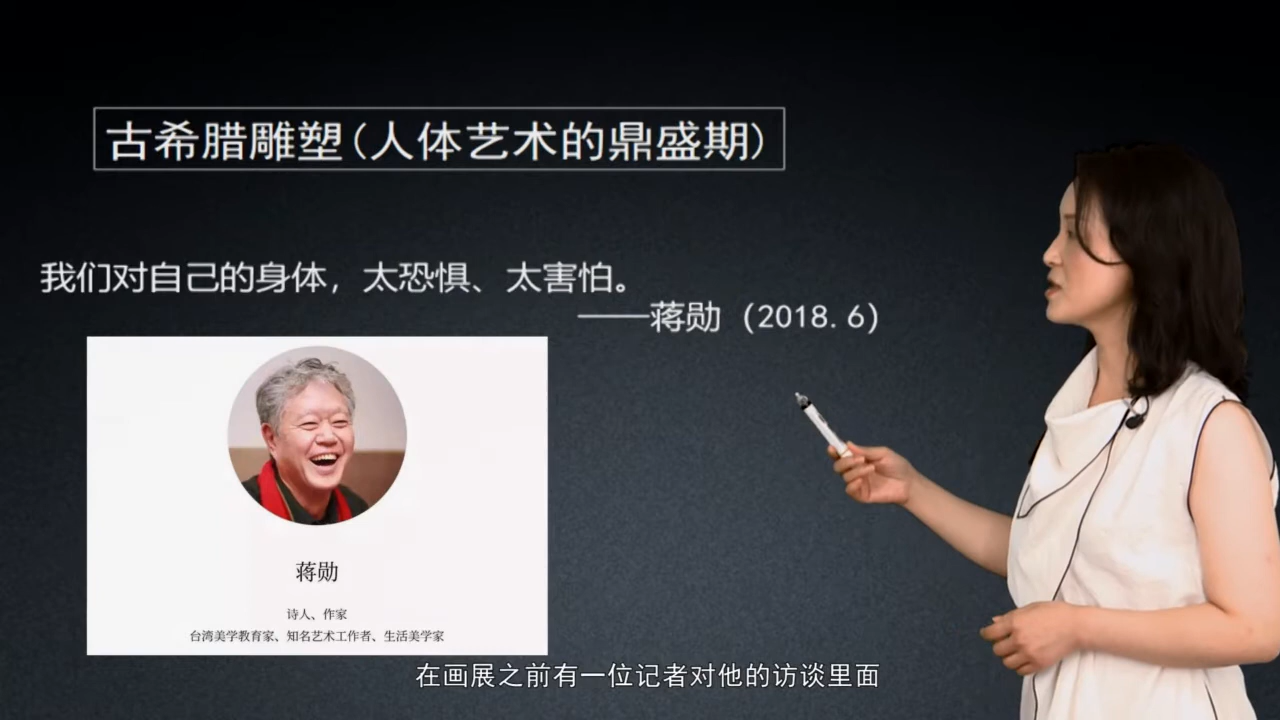 古希腊雕塑(人体艺术的鼎盛期)
我们对自己的身体，太恐惧、太害怕。
——蒋勋（2018.6）
蒋勋
诗人、作家
台湾美学教育家、知名艺术工作者、生活美学家
在画展之前有一位记者对他的访谈里面